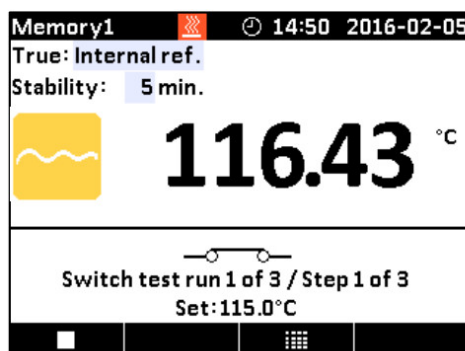 Memory1 14:50 2016-02-05
True: Internal ref.
Stability: 5 min.
116.43 °C
Switch test run 1 of 3 / Step 1 of 3
Set:115.0°C